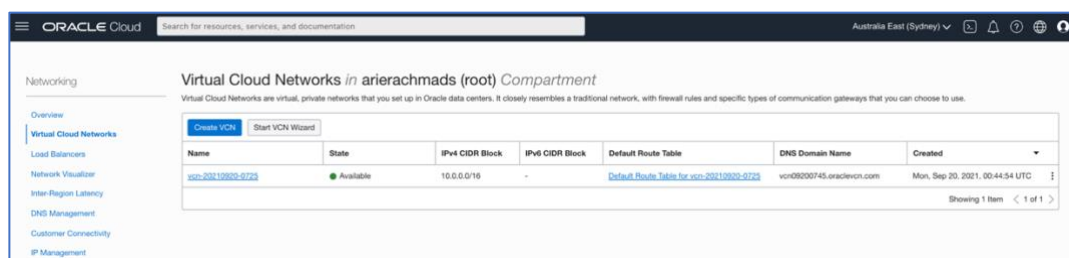 ORACLE Cloud
Search for resources, services, and documentation
Australia East (Sydney)
Networking
Overview
Virtual Cloud Networks
Load Balancers
Network Visualizer
Inter-Region Latency
DNS Management
Customer Connectivity
IP Management
Virtual Cloud Networks in arierachmads (root) Compartment
Virtual Cloud Networks are virtual, private networks that you set up in Oracle data centers. It closely resembles a traditional network, with firewall rules and specific types of communication gateways that you can choose to use.
Create VCN Start VCN Wizard
Name State IPv4 CIDR Block IPv6 CIDR Block Default Route Table DNS Domain Name Created
vcn-20210920-0725 Available 10.0.0.0/16 - Default Route Table for vcn-20210920-0725 vcn09200745.oraclevcn.com Mon, Sep 20, 2021, 00:44:54 UTC
Showing 1 Item < 1 of 1 >